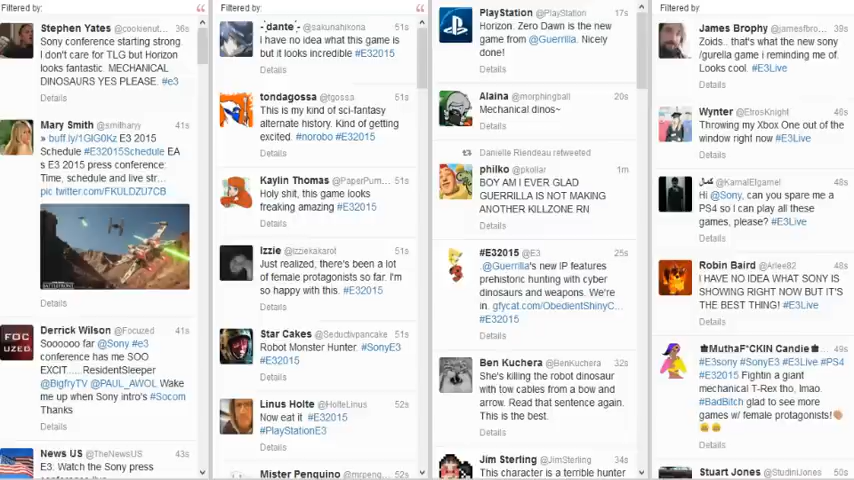 Filtered by:
Stephen Yates @cookienut... 36s
Sony conference starting strong
I don't care for TLG but Horizon
looks fantastic. MECHANICAL
DINOSAURS YES PLEASE. #e3
Details
Mary Smith @smilharyy 41s
» buff.ly/1GIG0Kz E3 2015
Schedule #E32015Schedule EA
s E3 2015 press conference:
Time, schedule and live str...
pic.twitter.com/FKULDZU7CB
Details
Derrick Wilson @Focuzed 41s
FOC
UZED
Soooooo far @Sony #e3
conference has me SOO
EXCIT.....ResidentSleeper
@BigfryTV @PAUL_AWOL Wake
me up when Sony intro's #Socom
Thanks
Details
News US @TheNewsUS 43s
E3: Watch the Sony press
Filtered by:
dante @sakunahikona 51s
I have no idea what this game is
but it looks incredible #E32015
Details
tondagossa @tgossa 51s
This is my kind of sci-fantasy
alternate history. Kind of getting
excited. #norobo #E32015
Details
Kaylin Thomas @PaperPum... 51s
Holy shit, this game looks
freaking amazing #E32015
Details
Izzie @Izziekakarot 51s
Just realized, there's been a lot
of female protagonists so far. I'm
so happy with this. #E32015
Details
Star Cakes @Seductivpancake 51s
Robot Monster Hunter. #SonyE3
#E32015
Details
Linus Holte @HolteLinus 52s
Now eat it #E32015
#PlayStationE3
Details
Mister Penguino @mrpeng... 52s
PlayStation @PlayStation 17s
Horizon: Zero Dawn is the new
game from @Guerrilla. Nicely
done!
Details
Alaina @morphingball 20s
Mechanical dinos~
Details
Danielle Riendeau retweeted
philko @pkollar 1m
BOY AM I EVER GLAD
GUERRILLA IS NOT MAKING
ANOTHER KILLZONE RN
Details
#E32015 @E3 25s
.@Guerrilla's new IP features
prehistoric hunting with cyber
dinosaurs and weapons. We're
in. gfycat.com/ObedientShinyC...
#E32015
Details
Ben Kuchera @BenKuchera 32s
She's killing the robot dinosaur
with tow cables from a bow and
arrow. Read that sentence again.
This is the best.
Details
Jim Sterling @JimSterling 34s
This character is a terrible hunter
Filtered by
James Brophy @jamesfbro... 39s
Zoids.. that's what the new sony
/gurella game i reminding me of.
Looks cool. #E3Live
Details
Wynter @EtrosKnight 46s
Throwing my Xbox One out of the
window right now #E3Live
Details
كمال @KamalElgamel 48s
Hi @Sony, can you spare me a
PS4 so I can play all these
games, please? #E3Live
Details
Robin Baird @Arlee82 48s
I HAVE NO IDEA WHAT SONY IS
SHOWING RIGHT NOW BUT IT'S
THE BEST THING! #E3Live
Details
MuthaF*CKIN Candie 49s
#E3sony #SonyE3 #E3Live #PS4
#E32015 Fightin a giant
mechanical T-Rex tho, lmao.
#BadBitch glad to see more
games w/ female protagonists!
Details
Stuart Jones @StudiniJones 50s